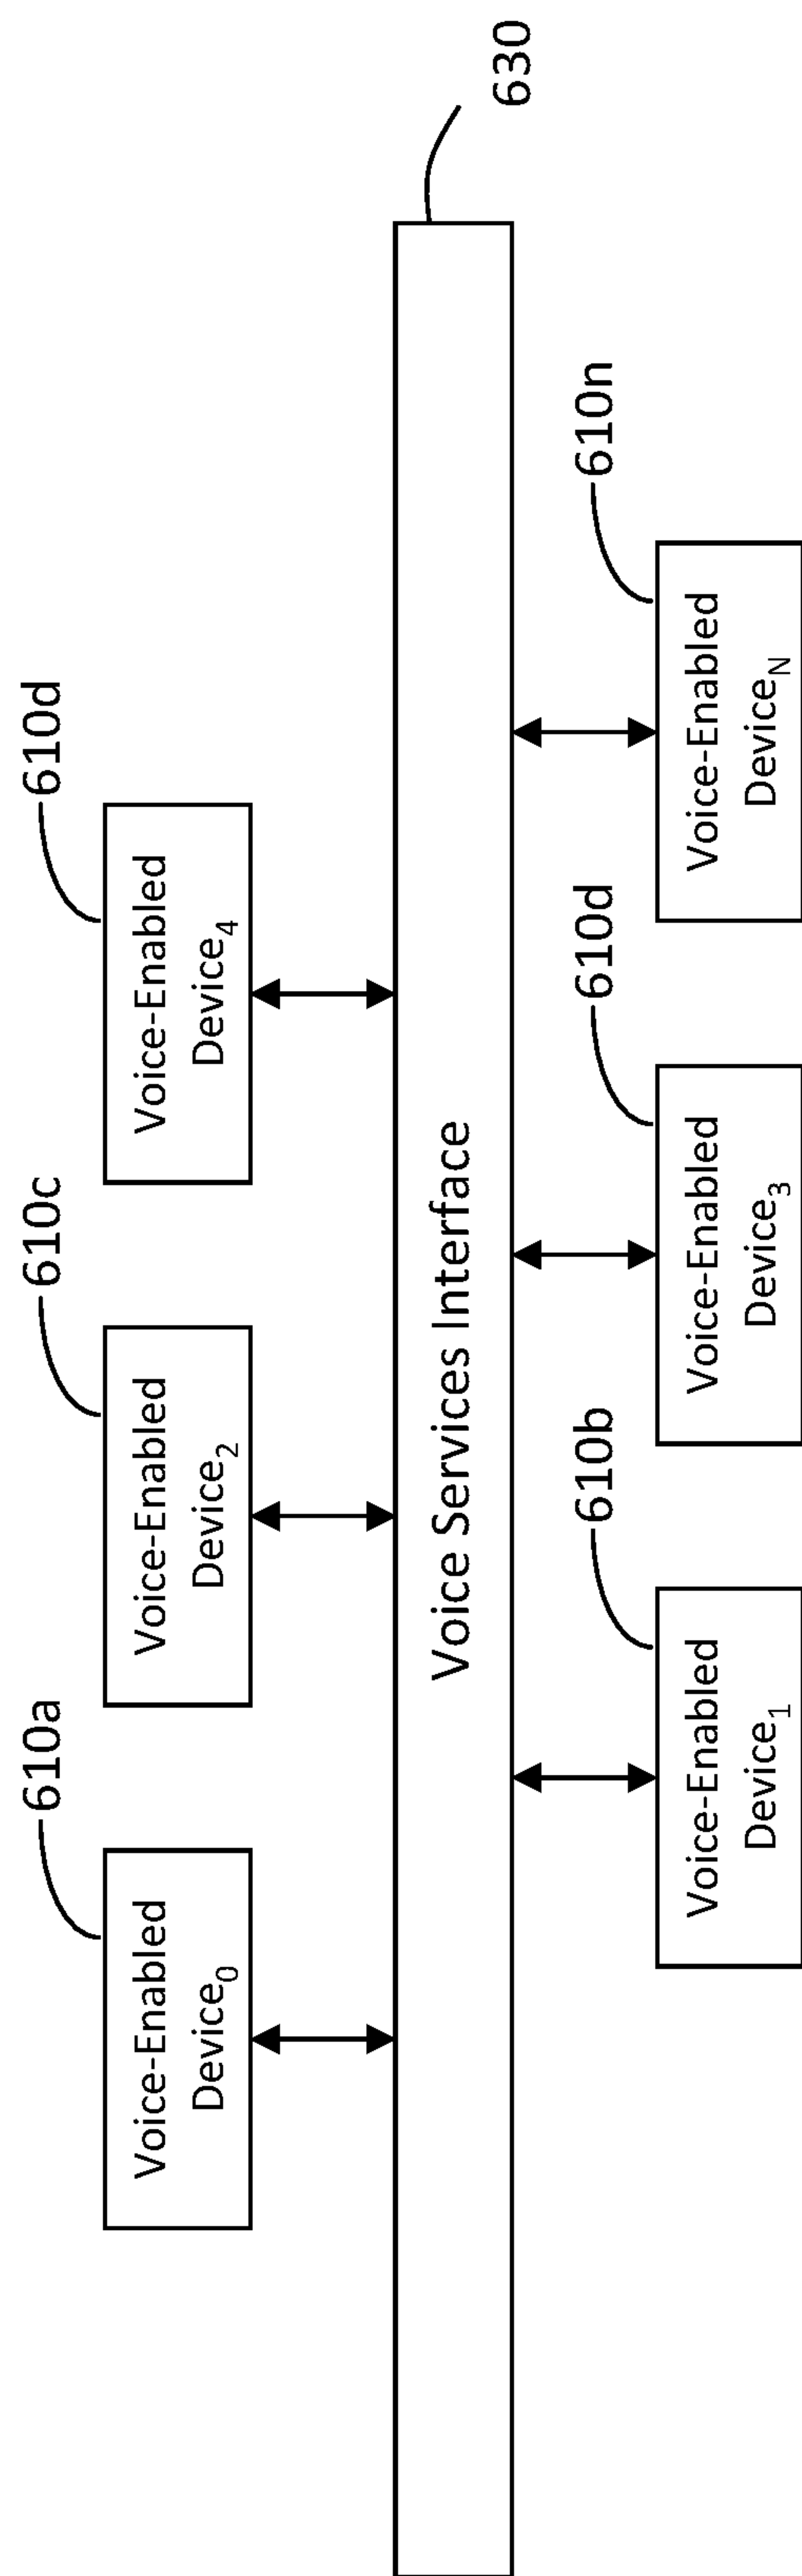 610a
610c
610d
Voice-Enabled
Device₀
Voice-Enabled
Device₂
Voice-Enabled
Device₄
Voice Services Interface
630
610b
610d
610n
Voice-Enabled
Device₁
Voice-Enabled
Device₃
Voice-Enabled
Device_N